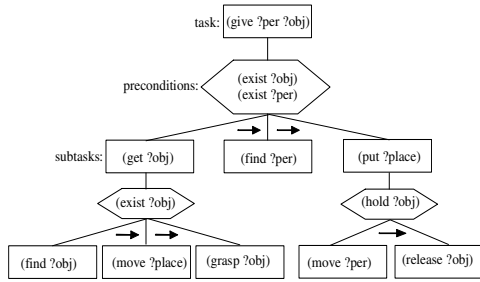 task: (give ?per ?obj)
preconditions: (exist ?obj)
(exist ?per)
subtasks: (get ?obj) (find ?per) (put ?place)
(exist ?obj) (hold ?obj)
(find ?obj) (move ?place) (grasp ?obj) (move ?per) (release ?obj)